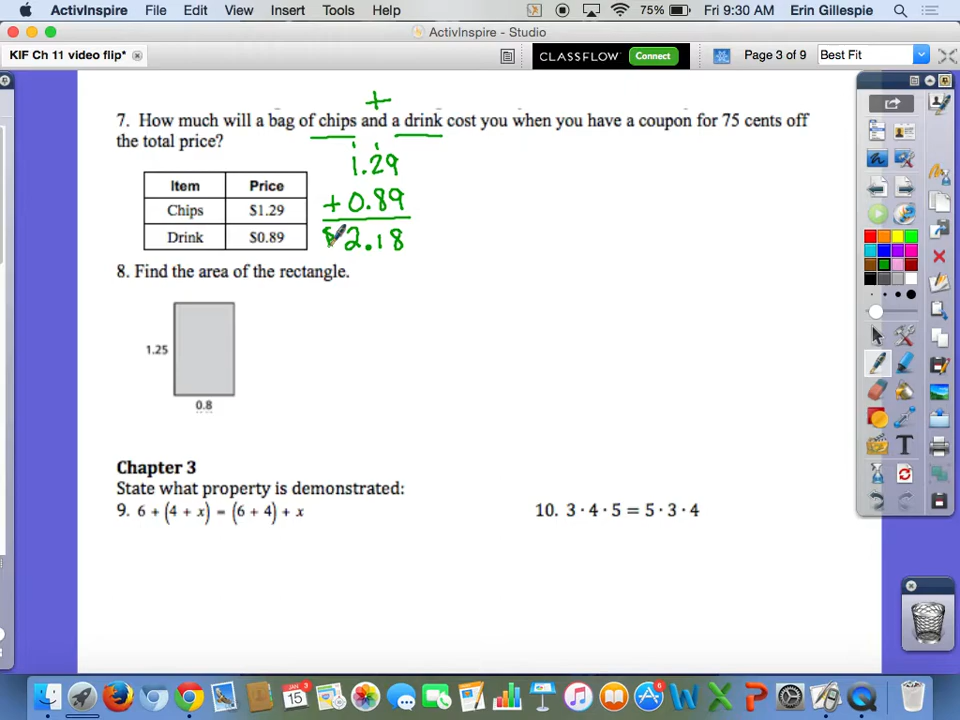 ActivInspire File Edit View Insert Tools Help 75% Fri 9:30 AM Erin Gillespie
ActivInspire - Studio
KIF Ch 11 video flip* CLASSFLOW Connect Page 3 of 9 Best Fit
+
7. How much will a bag of chips and a drink cost you when you have a coupon for 75 cents off
the total price?
1.29
+ 0.89
$2.18
Item Price
Chips $1.29
Drink $0.89
8. Find the area of the rectangle.
1.25
0.8
Chapter 3
State what property is demonstrated:
9. 6 + (4 + x) = (6 + 4) + x
10. 3 · 4 · 5 = 5 · 3 · 4